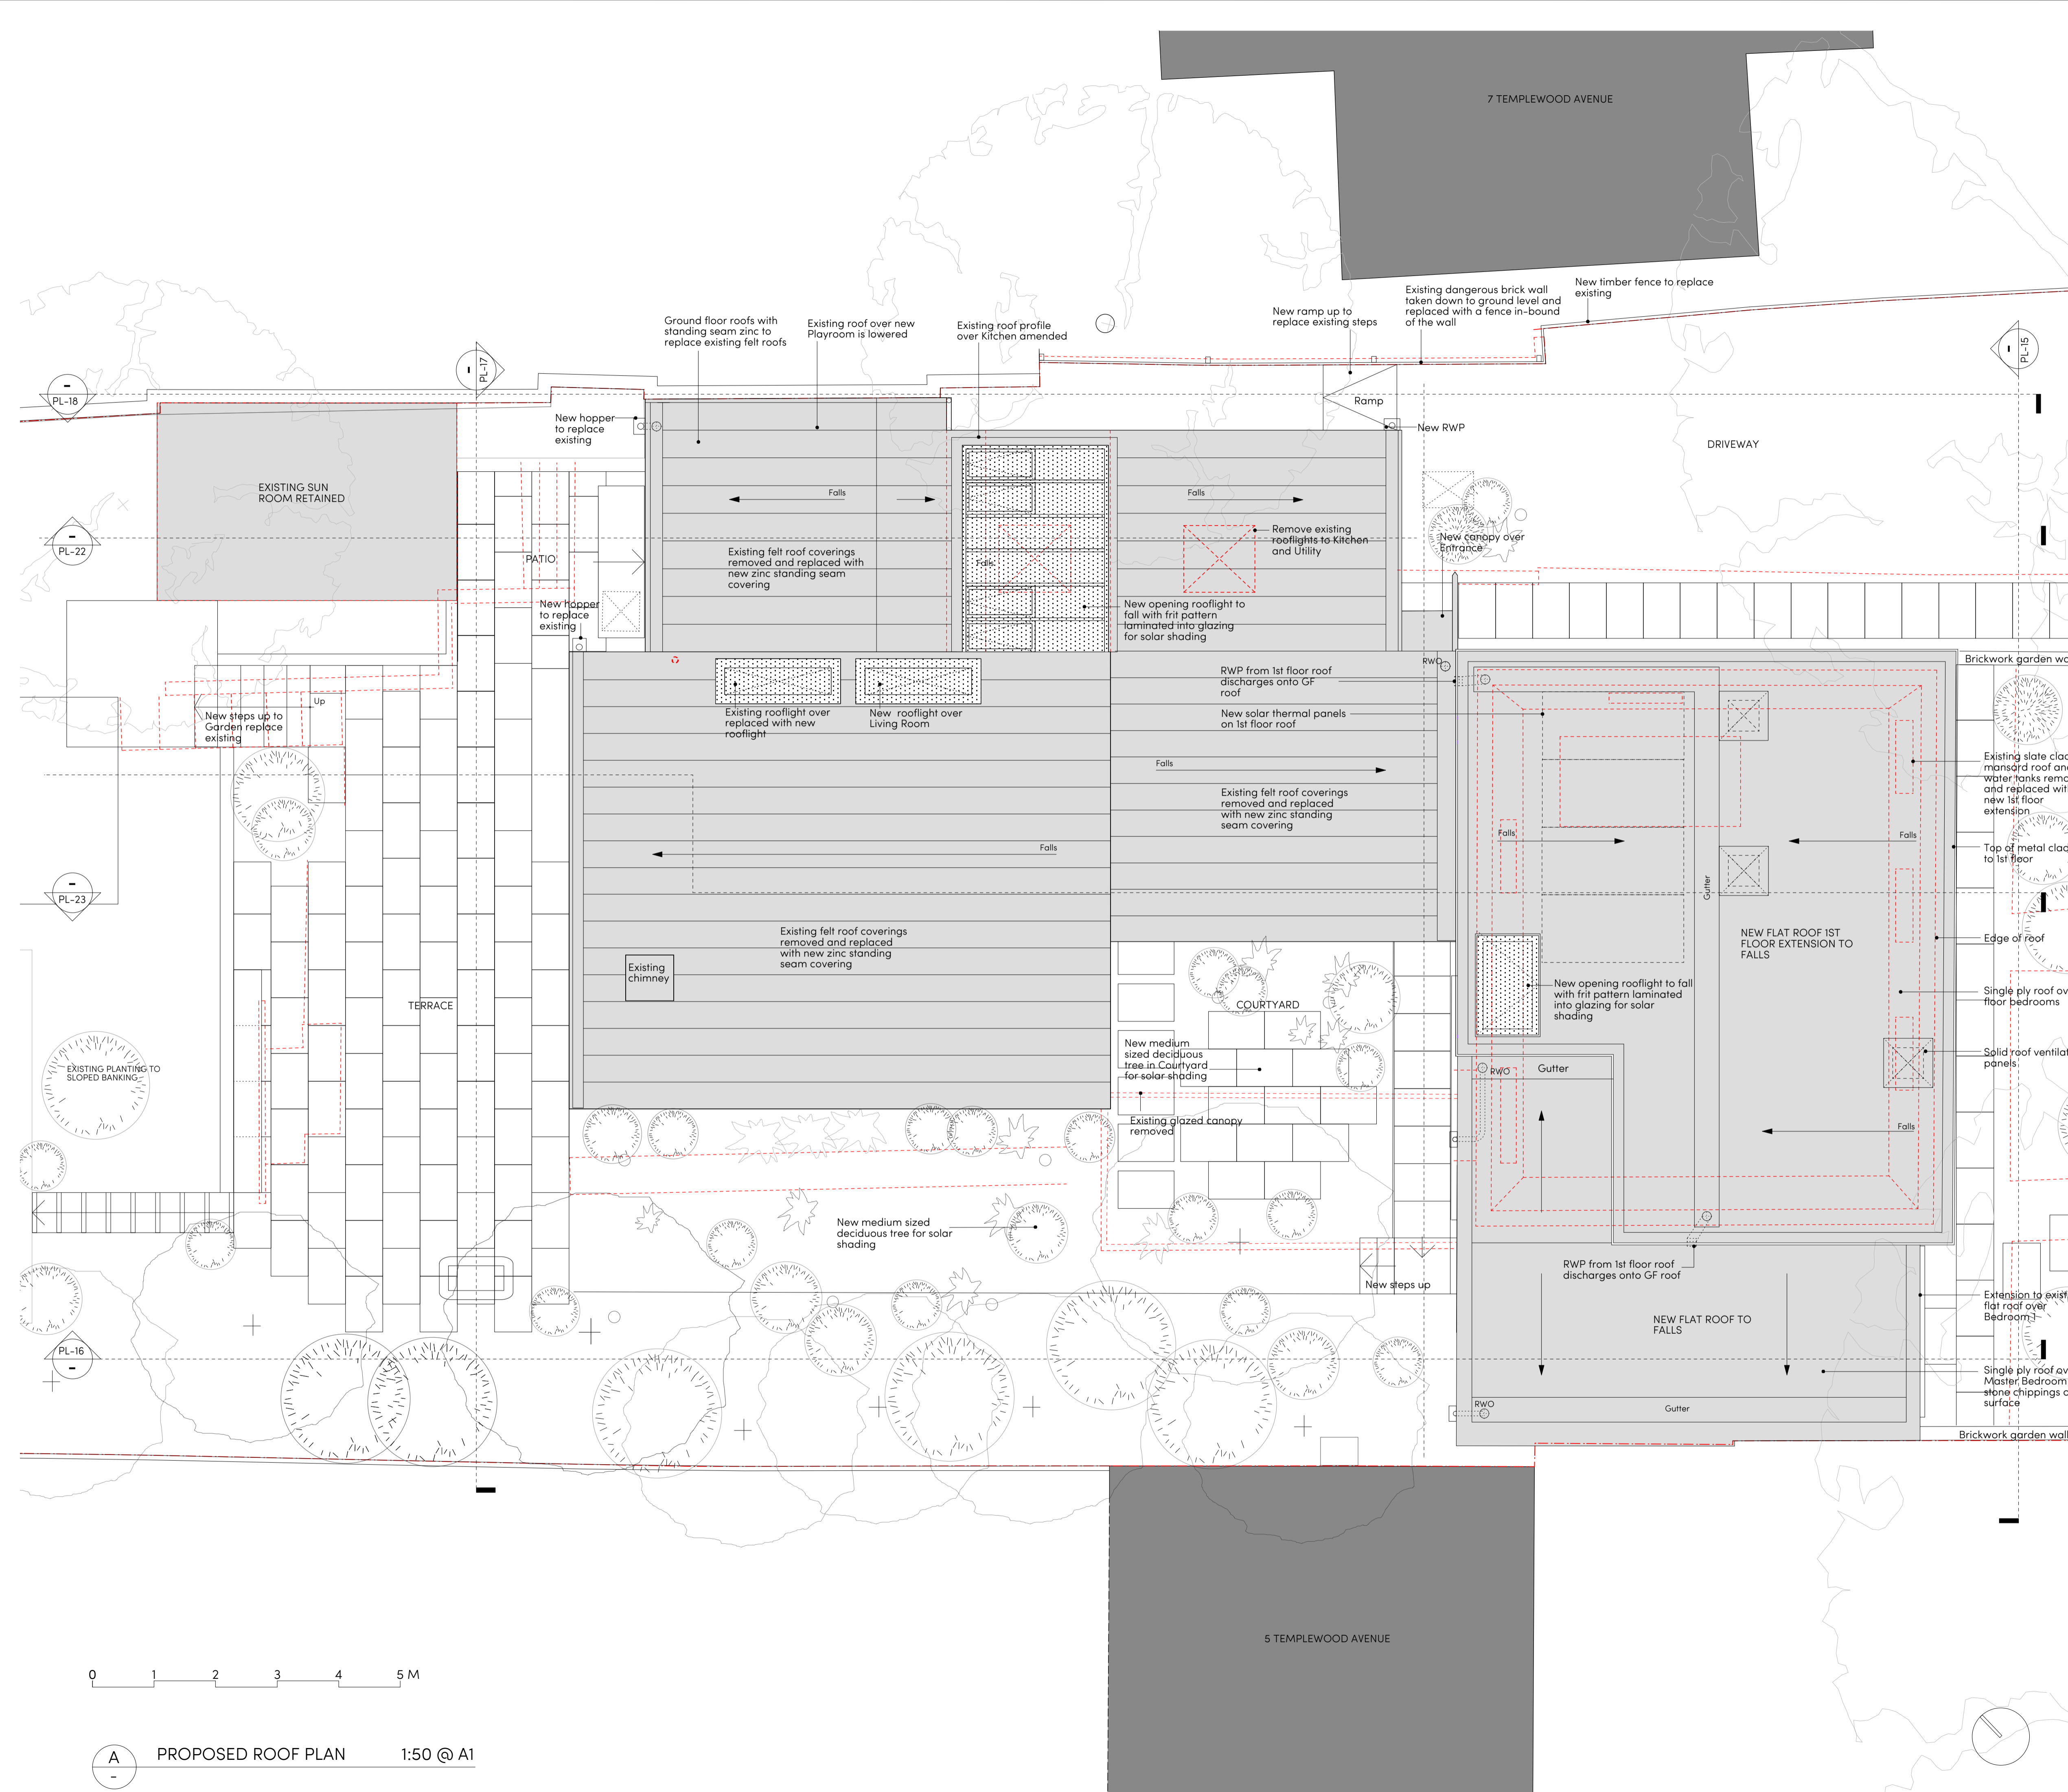 7 TEMPLEWOOD AVENUE
New timber fence to replace
existing
Existing dangerous brick wall
taken down to ground level and
replaced with a fence in-bound
of the wall
New ramp up to
replace existing steps
Ground floor roofs with
standing seam zinc to
replace existing felt roofs
Existing roof over new
Playroom is lowered
Existing roof profile
over Kitchen amended
PL-17
PL-15
PL-18
New hopper
to replace
existing
Ramp
New RWP
DRIVEWAY
EXISTING SUN
ROOM RETAINED
Falls
Falls
PL-22
PATIO
Existing felt roof coverings
removed and replaced with
new zinc standing seam
covering
Falls
Remove existing
rooflights to Kitchen
and Utility
New canopy over
Entrance
New hopper
to replace
existing
New opening rooflight to
fall with frit pattern
laminated into glazing
for solar shading
RWO
Brickwork garden
RWP from 1st floor roof
discharges onto GF
roof
Up
New steps up to
Garden replace
existing
Existing rooflight over
replaced with new
rooflight
New rooflight over
Living Room
New solar thermal panels
on 1st floor roof
Falls
Existing slate
mansard roof
water tanks
and replaced
new 1st floor
extension
Existing felt roof coverings
removed and replaced
with new zinc standing
seam covering
Falls
Falls
Falls
Top of metal
to 1st floor
Gutter
PL-23
Existing felt roof coverings
removed and replaced
with new zinc standing
seam covering
NEW FLAT ROOF 1ST
FLOOR EXTENSION TO
FALLS
Edge of roof
Existing
chimney
TERRACE
COURTYARD
New opening rooflight to fall
with frit pattern laminated
into glazing for solar
shading
Single ply roof
floor bedrooms
New medium
sized deciduous
tree in Courtyard
for solar shading
Solid roof
panels
EXISTING PLANTING TO
SLOPED BANKING
RWO
Gutter
Existing glazed canopy
removed
Falls
New medium sized
deciduous tree for solar
shading
RWP from 1st floor roof
discharges onto GF roof
New steps up
Extension to
flat roof over
Bedroom 1
NEW FLAT ROOF TO
FALLS
PL-16
Single ply roof
Master Bedroom
stone chippings
surface
RWO
Gutter
Brickwork garden wall
5 TEMPLEWOOD AVENUE
0 1 2 3 4 5 M
A
-
PROPOSED ROOF PLAN 1:50 @ A1